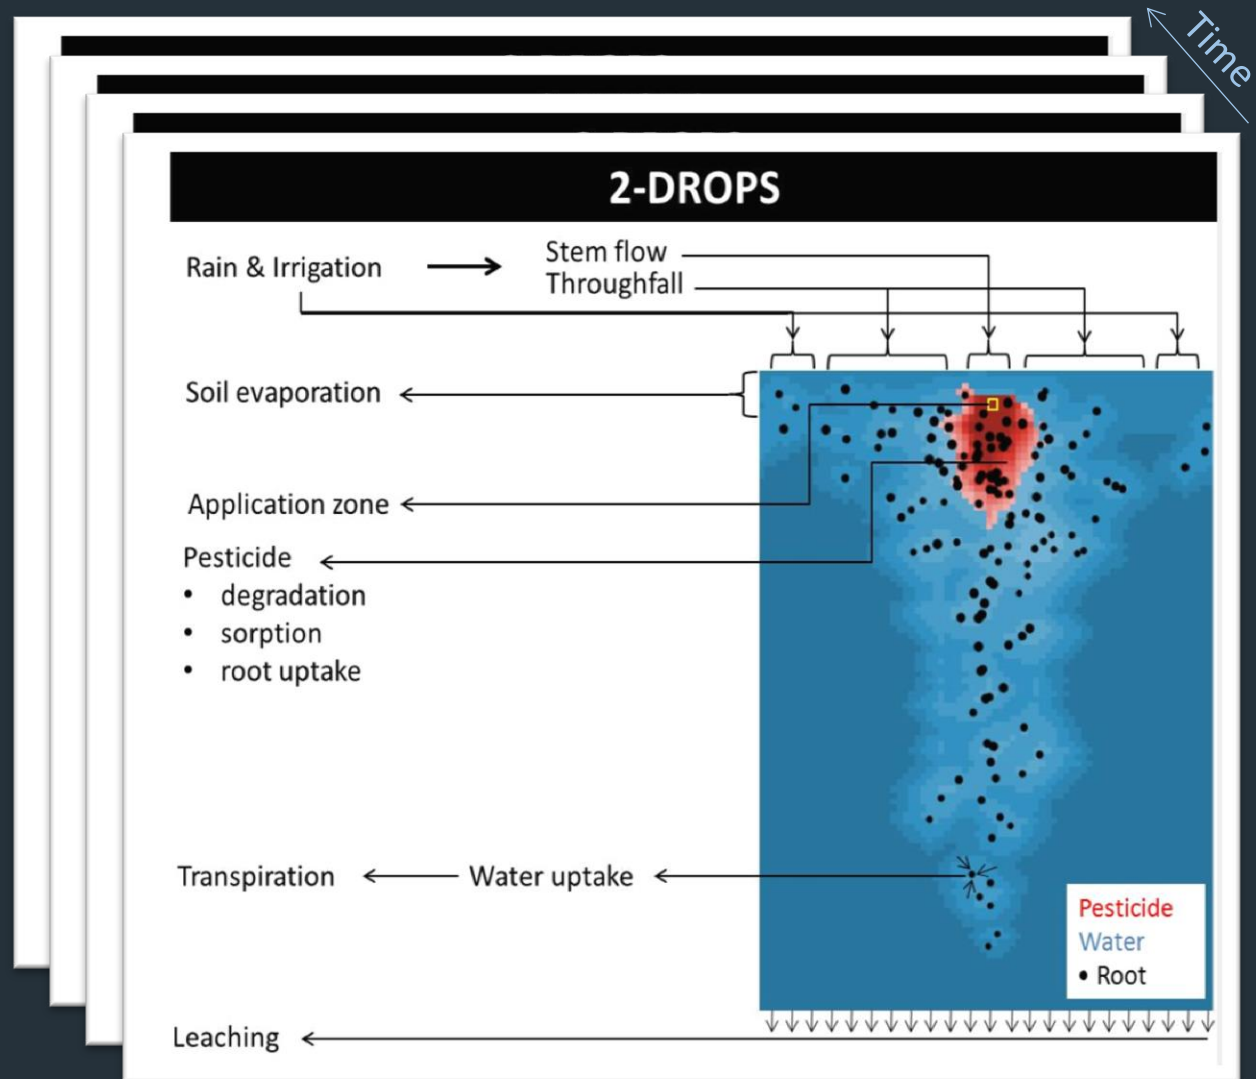 Time
2-DROPS
Rain & Irrigation
Stem flow
Throughfall
Soil evaporation
Application zone
Pesticide
• degradation
• sorption
• root uptake
Transpiration
Water uptake
Pesticide
Water
• Root
Leaching